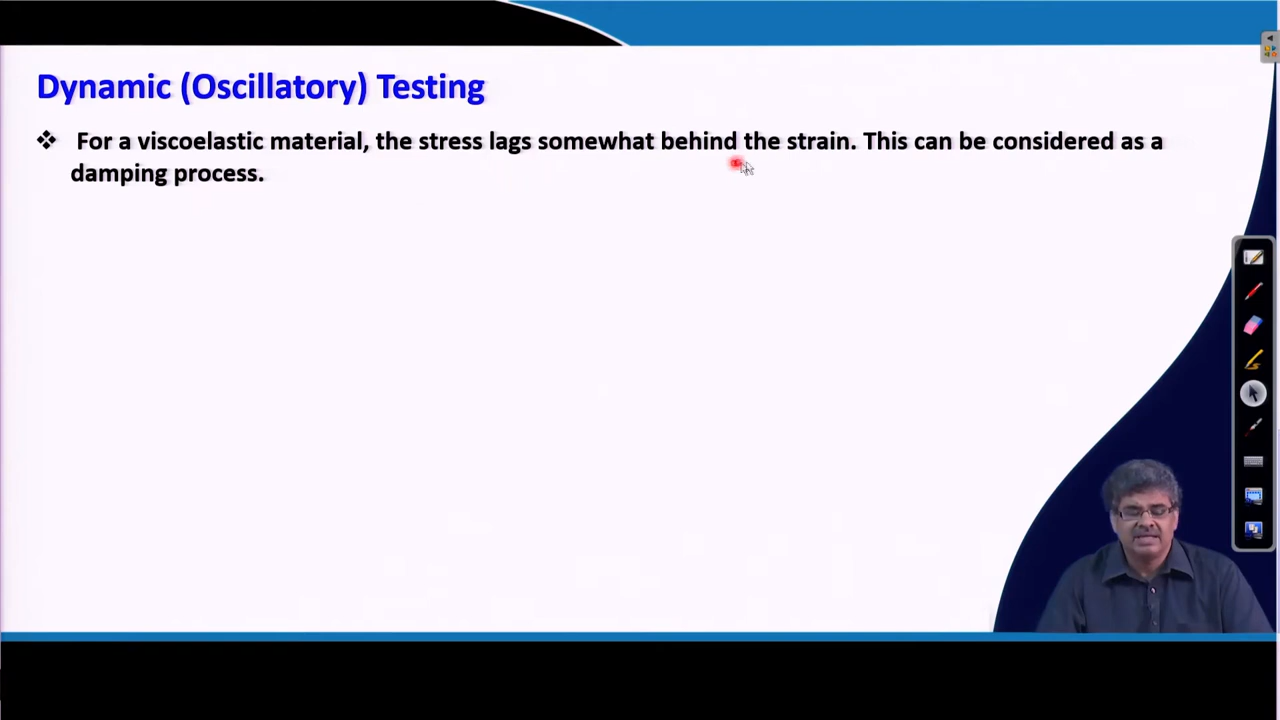 Dynamic (Oscillatory) Testing
❖ For a viscoelastic material, the stress lags somewhat behind the strain. This can be considered as a
damping process.